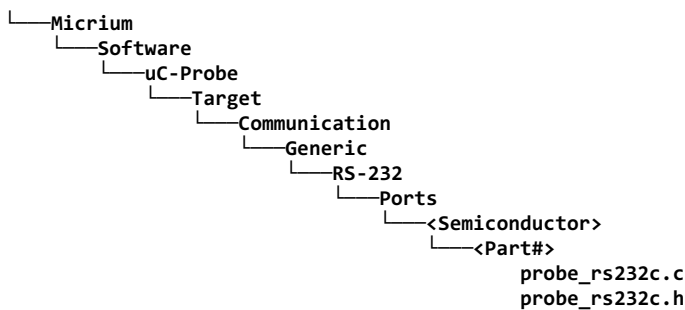 └───Micrium
└───Software
└───uC-Probe
└───Target
└───Communication
└───Generic
└───RS-232
└───Ports
└───<Semiconductor>
└───<Part#>
probe_rs232c.c
probe_rs232c.h